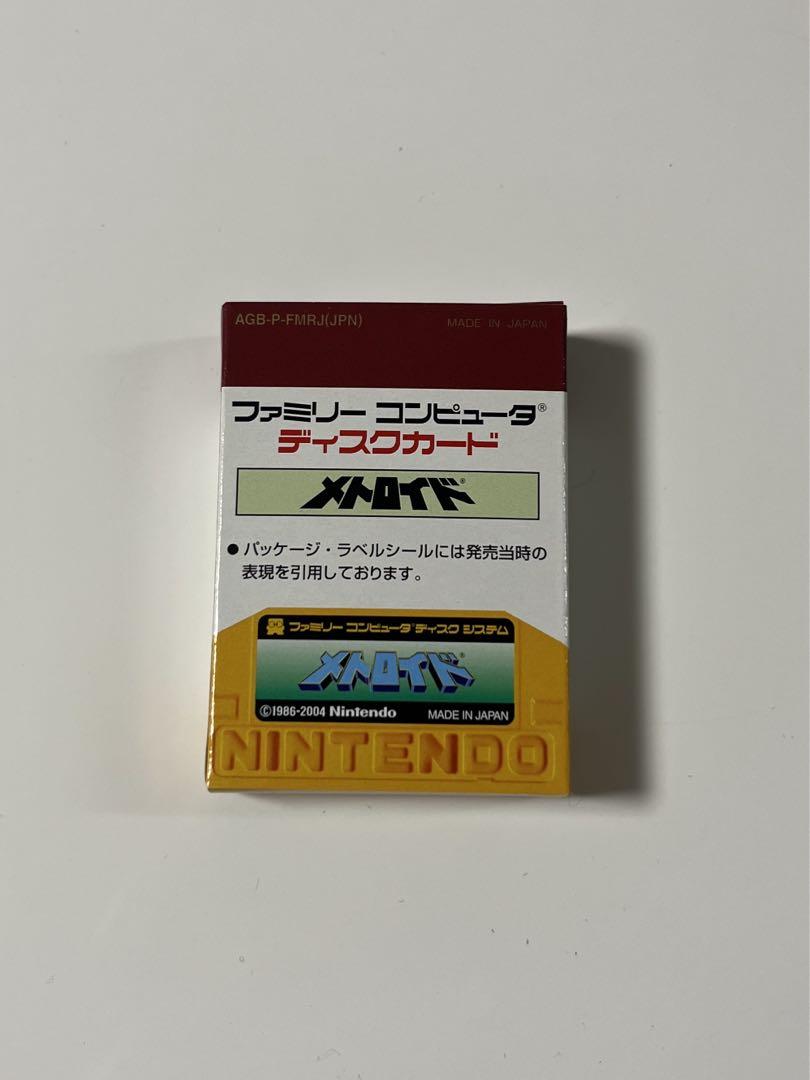 AGB-P-FMRJ(JPN) MADE IN JAPAN
ファミリー コンピュータ®
ディスクカード
メトロイド®
● パッケージ・ラベルシールには発売当時の
表現を引用しております。
ファミリー コンピュータ®ディスク システム
メトロイド®
©1986-2004 Nintendo MADE IN JAPAN
NINTENDO